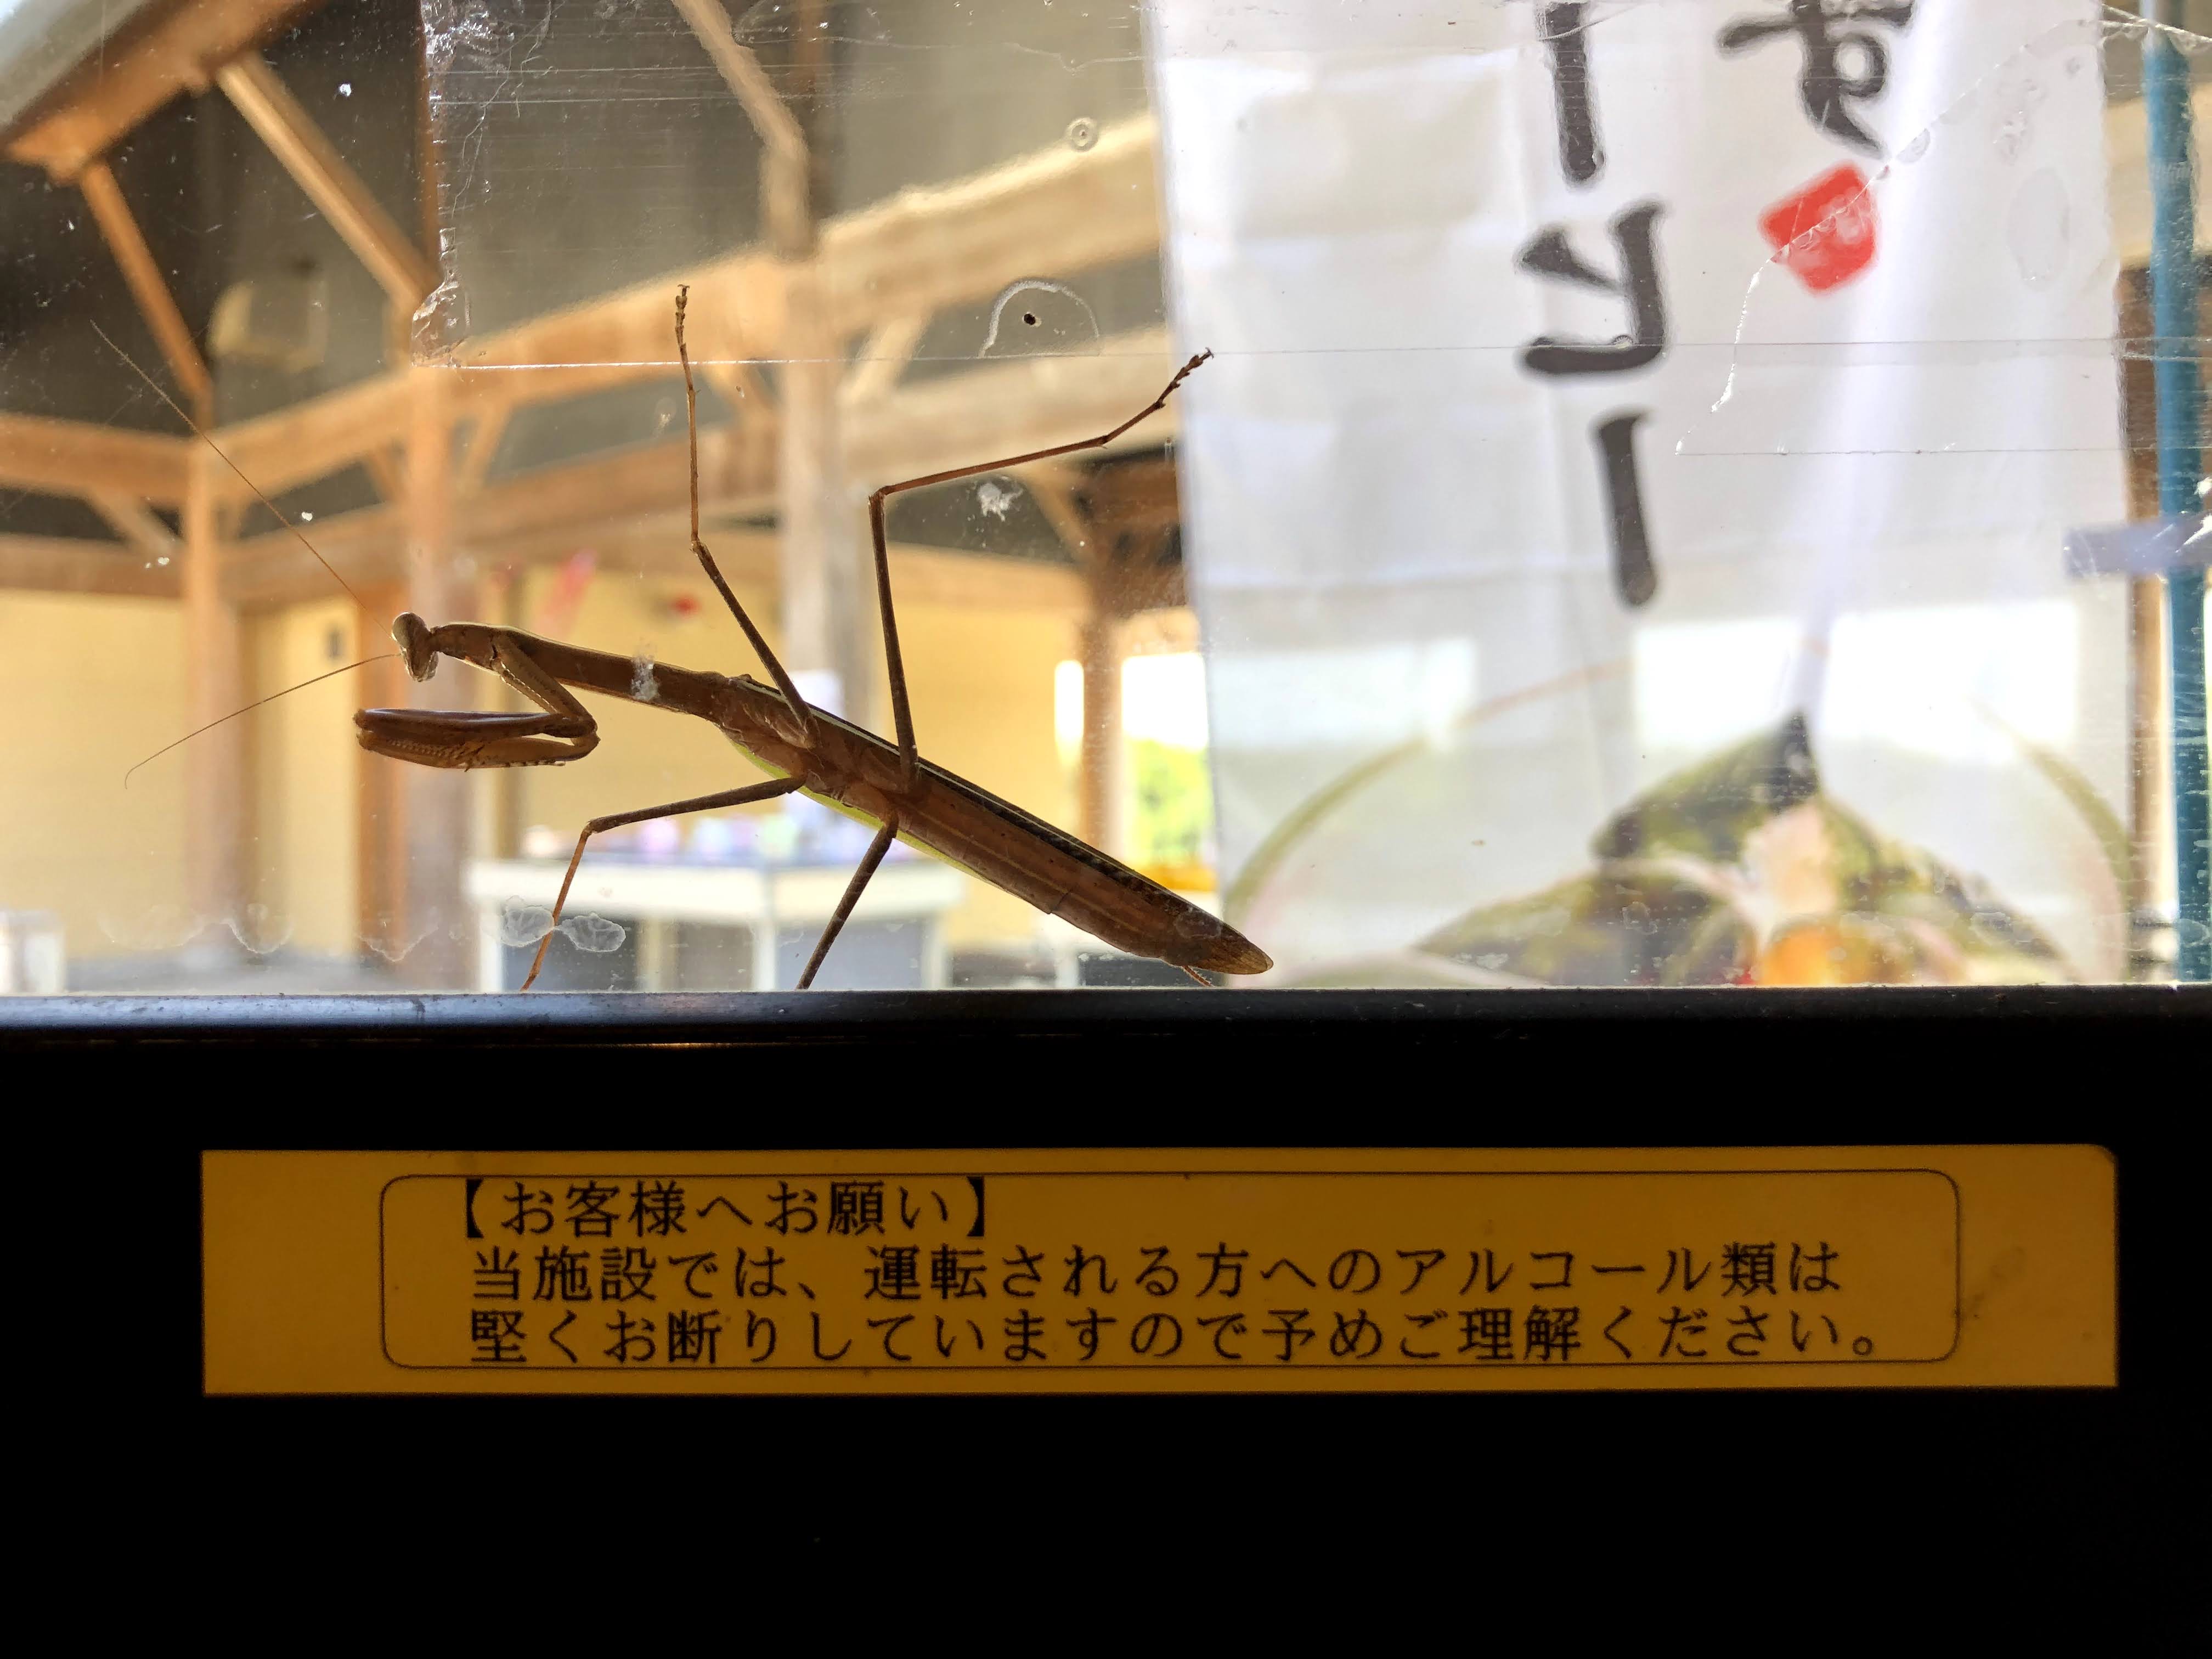 【お客様へお願い】
当施設では、運転される方へのアルコール類は
堅くお断りしていますので予めご理解ください。